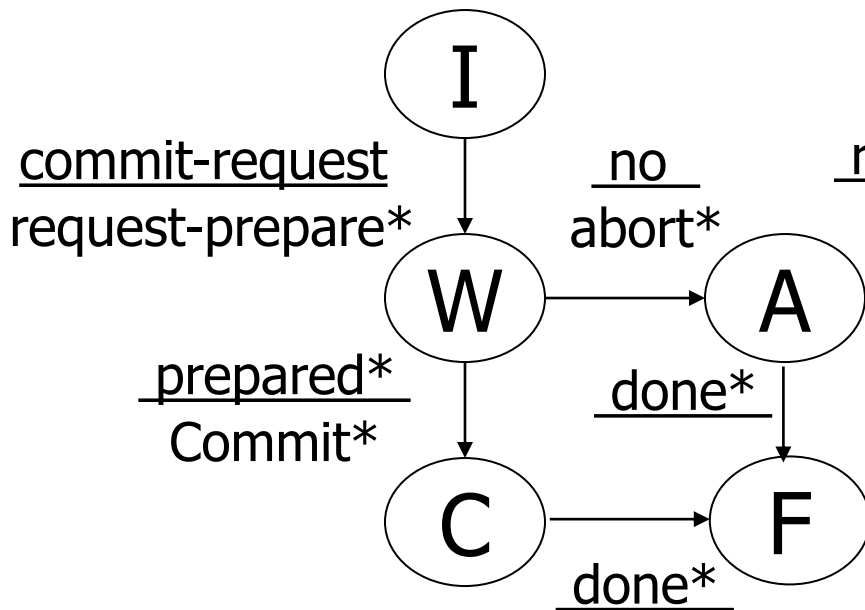 I
commit-request
request-prepare*
no
abort*
W
A
prepared*
Commit*
done*
C
F
done*